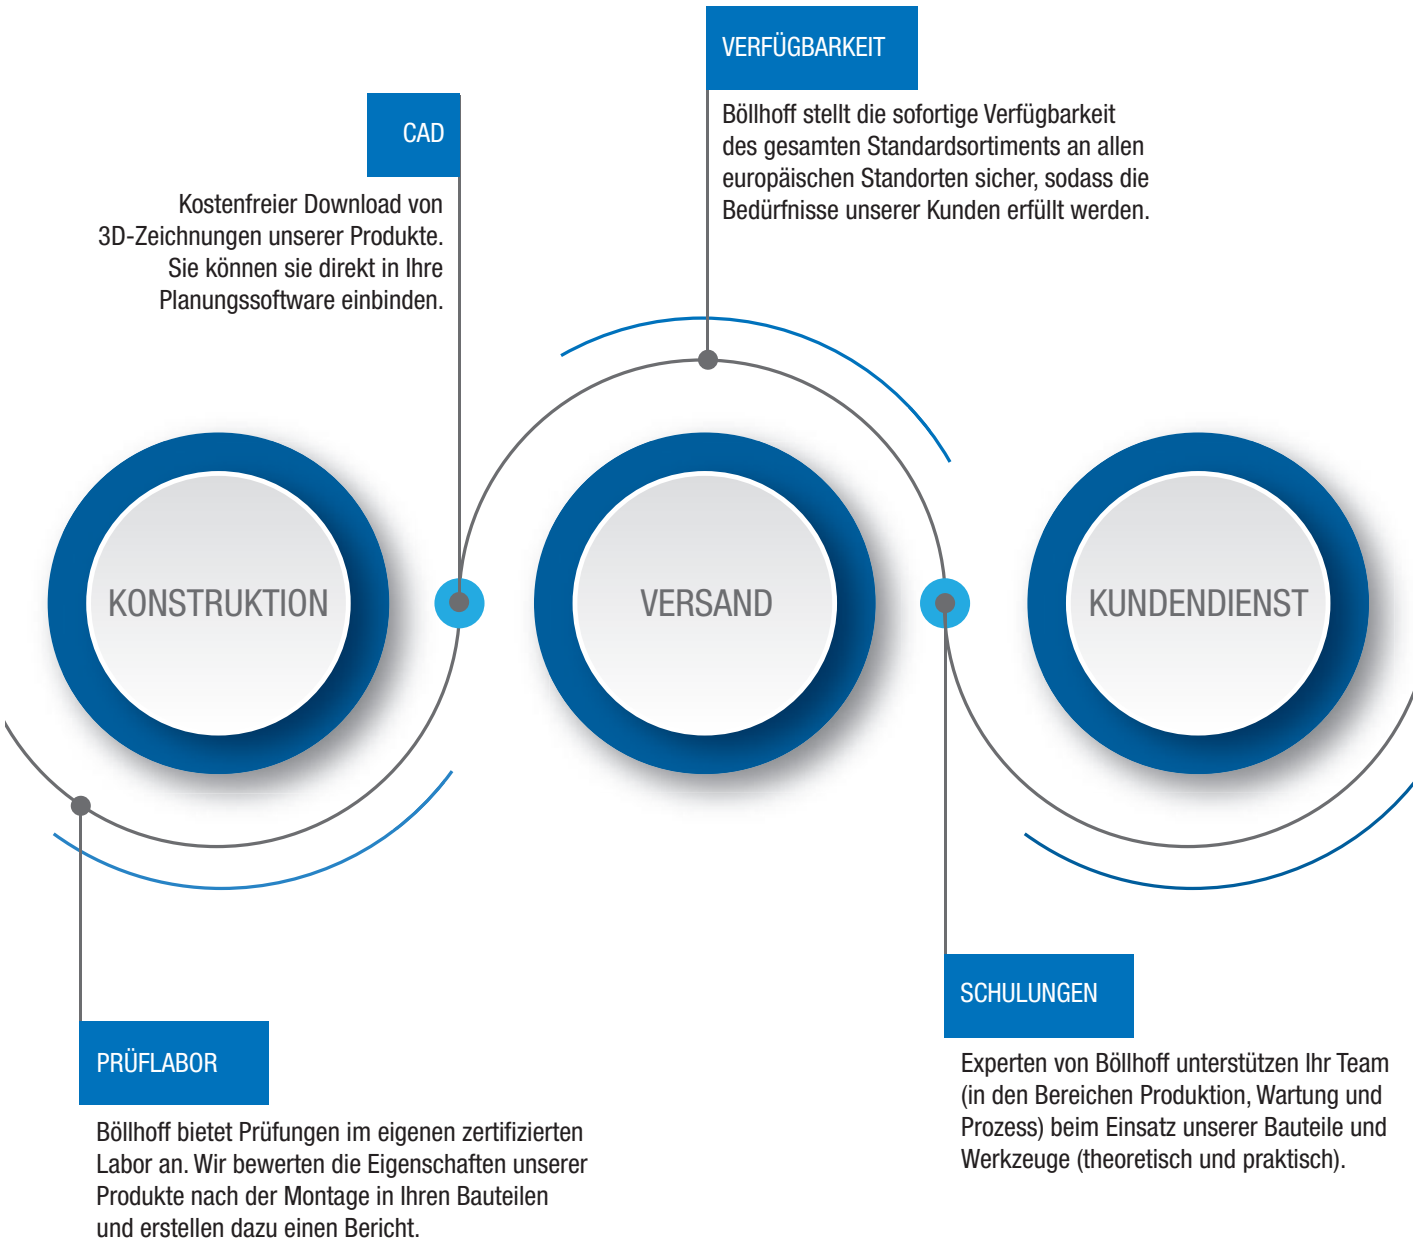 VERFÜGBARKEIT
Böllhoff stellt die sofortige Verfügbarkeit
des gesamten Standardsortiments an allen
europäischen Standorten sicher, sodass die
Bedürfnisse unserer Kunden erfüllt werden.
CAD
Kostenfreier Download von
3D-Zeichnungen unserer Produkte.
Sie können sie direkt in Ihre
Planungssoftware einbinden.
KONSTRUKTION
VERSAND
KUNDENDIENST
PRÜFLABOR
Böllhoff bietet Prüfungen im eigenen zertifizierten
Labor an. Wir bewerten die Eigenschaften unserer
Produkte nach der Montage in Ihren Bauteilen
und erstellen dazu einen Bericht.
SCHULUNGEN
Experten von Böllhoff unterstützen Ihr Team
(in den Bereichen Produktion, Wartung und
Prozess) beim Einsatz unserer Bauteile und
Werkzeuge (theoretisch und praktisch).